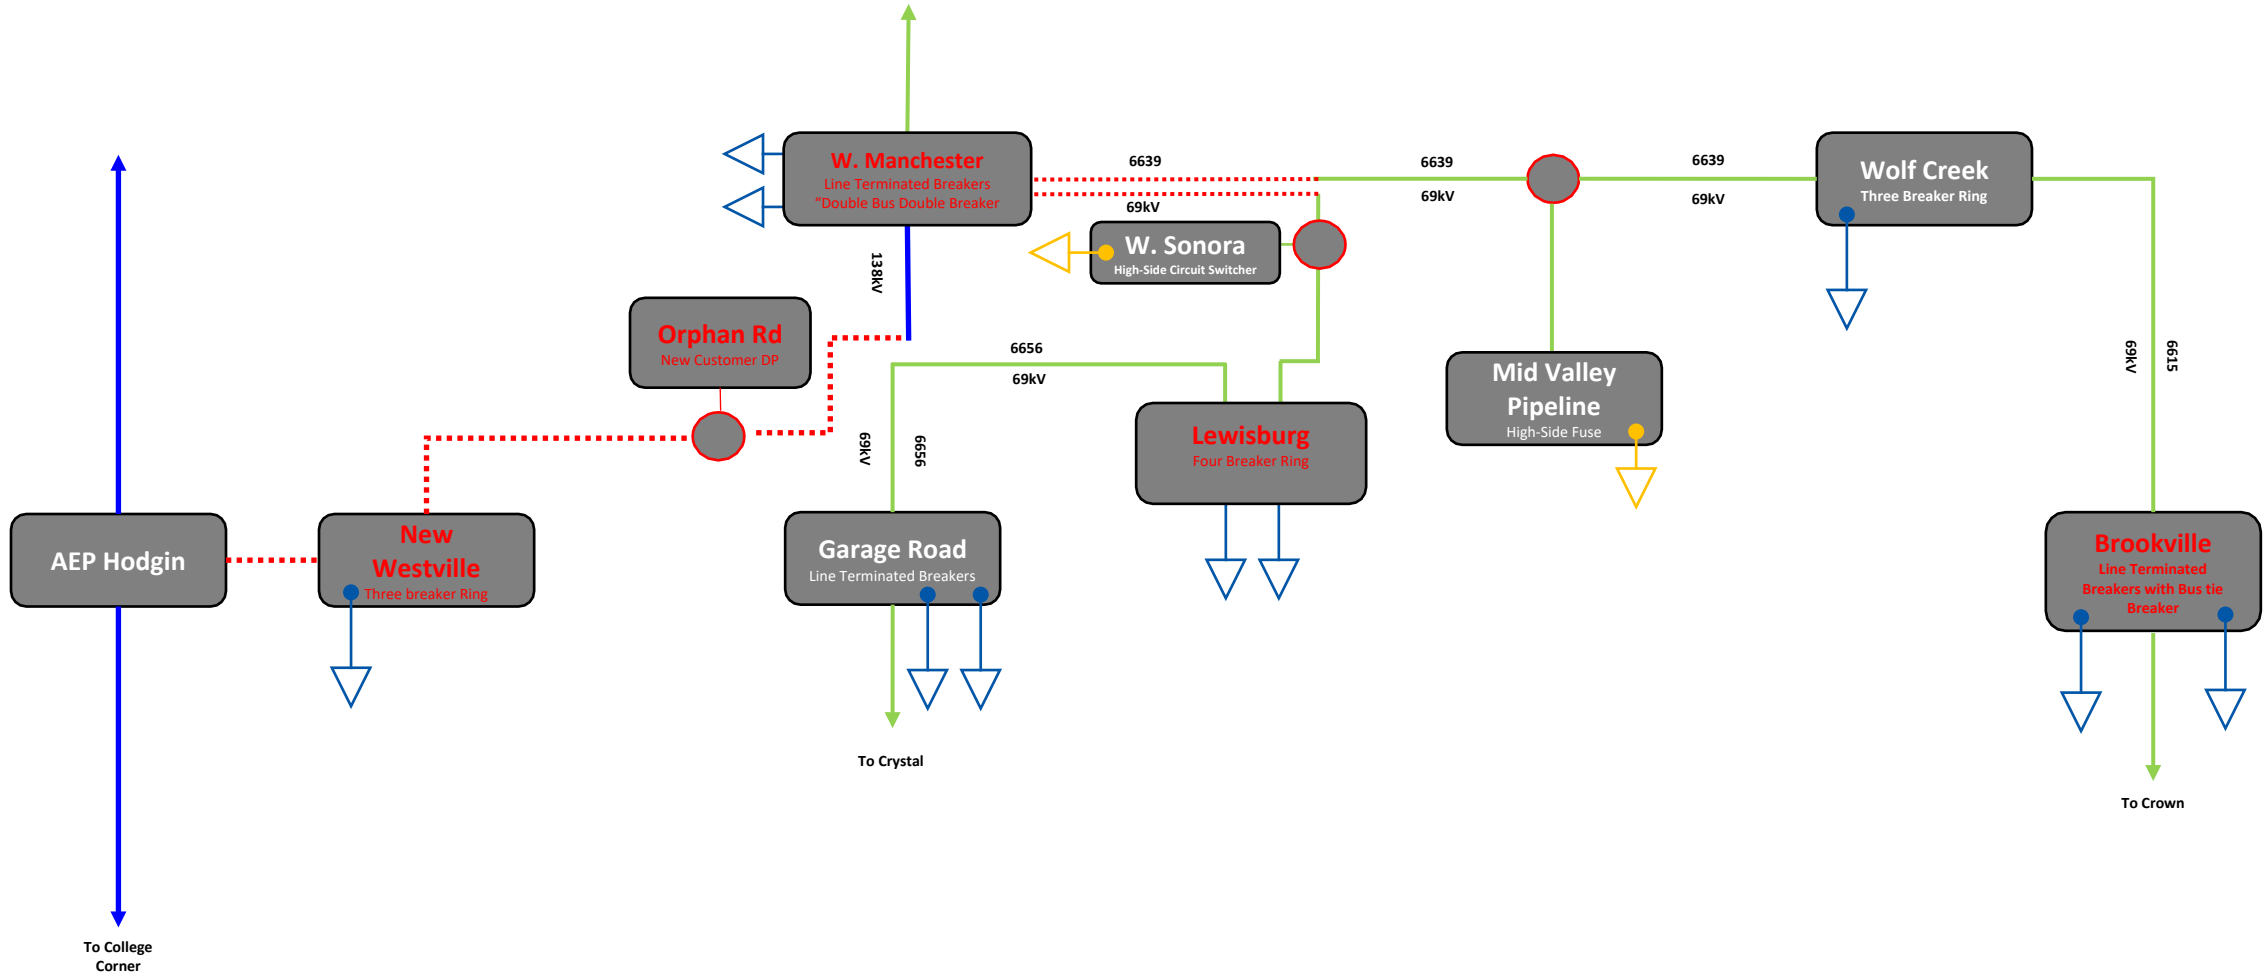 W. Manchester
Line Terminated Breakers
"Double Bus Double Breaker
6639
69kV
6639
69kV
6639
69kV
Wolf Creek
Three Breaker Ring
W. Sonora
High-Side Circuit Switcher
138kV
Orphan Rd
New Customer DP
6656
69kV
69kV
6656
Lewisburg
Four Breaker Ring
Mid Valley
Pipeline
High-Side Fuse
69kV
6615
AEP Hodgin
New
Westville
Three breaker Ring
Garage Road
Line Terminated Breakers
Brookville
Line Terminated
Breakers with Bus tie
Breaker
To Crystal
To Crown
To College
Corner